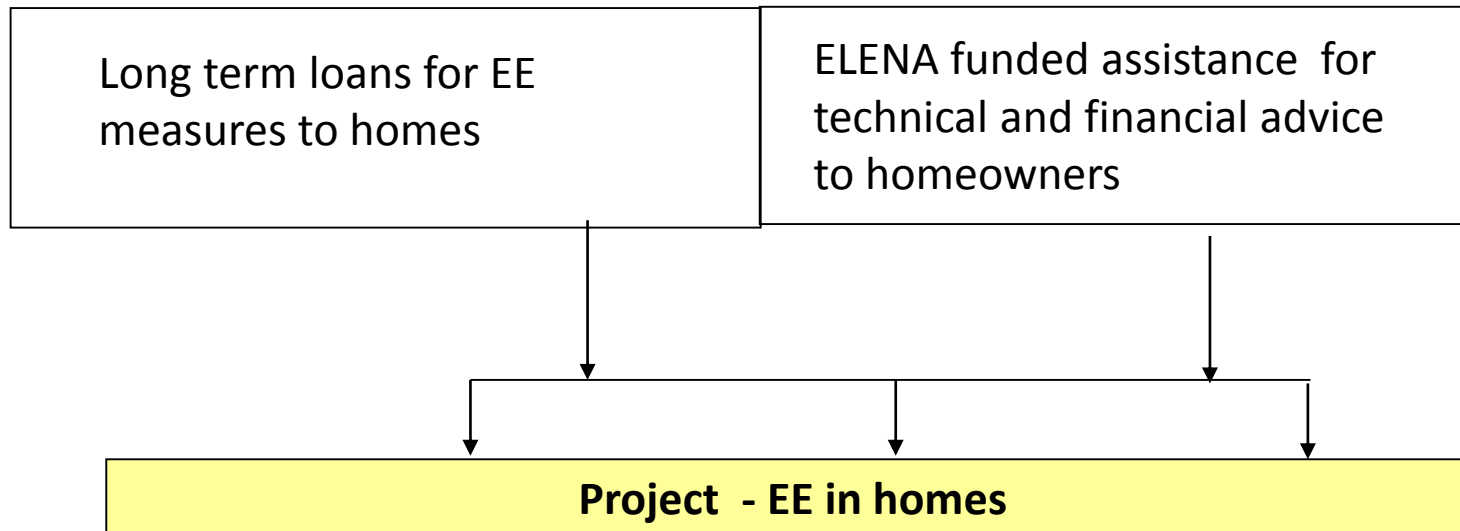 Long term loans for EE
measures to homes
ELENA funded assistance  for
technical and financial advice
to homeowners
Project  - EE in homes